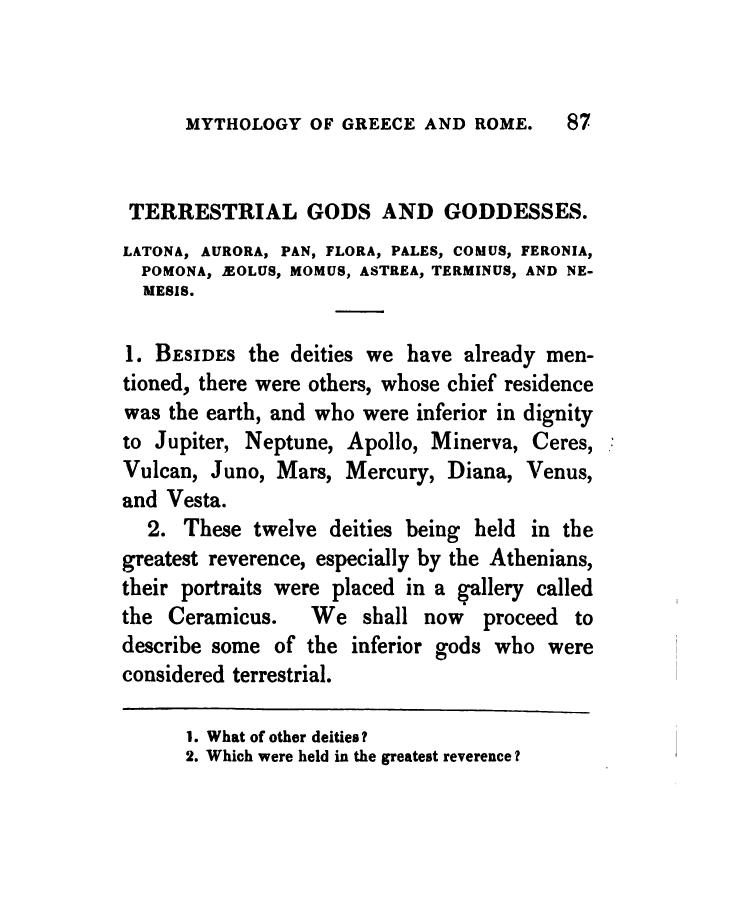 MYTHOLOGY OF GREECE AND ROME. 87
TERRESTRIAL GODS AND GODDESSES.
LATONA, AURORA, PAN, FLORA, PALES, COMUS, FERONIA,
POMONA, ÆOLUS, MOMUS, ASTREA, TERMINUS, AND NE-
MESIS.
1. BESIDES the deities we have already men-
tioned, there were others, whose chief residence
was the earth, and who were inferior in dignity
to Jupiter, Neptune, Apollo, Minerva, Ceres,
Vulcan, Juno, Mars, Mercury, Diana, Venus,
and Vesta.
2. These twelve deities being held in the
greatest reverence, especially by the Athenians,
their portraits were placed in a gallery called
the Ceramicus. We shall now proceed to
describe some of the inferior gods who were
considered terrestrial.
1. What of other deities?
2. Which were held in the greatest reverence?